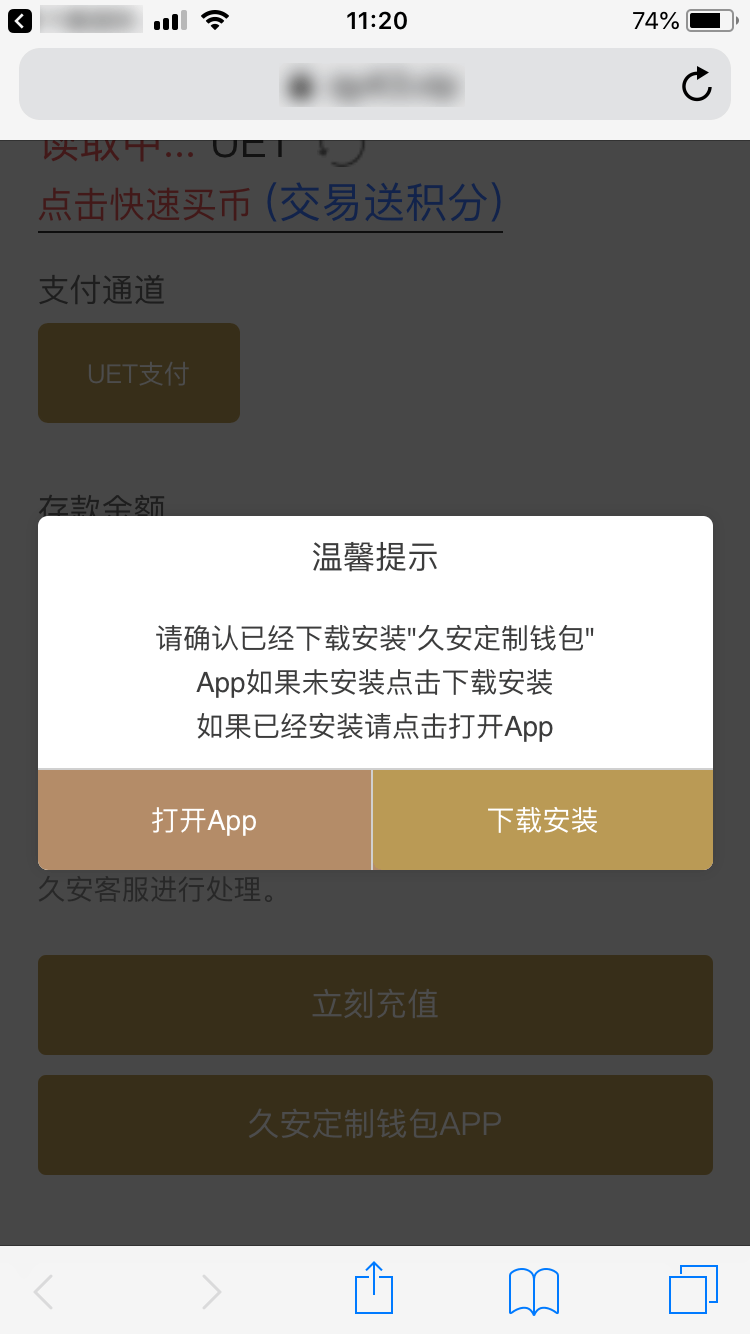 11:20
74%
读取中... UET
点击快速买币 (交易送积分)
支付通道
UET支付
存款金额
温馨提示
请确认已经下载安装"久安定制钱包"
App如果未安装点击下载安装
如果已经安装请点击打开App
打开App
下载安装
久安客服进行处理。
立刻充值
久安定制钱包APP